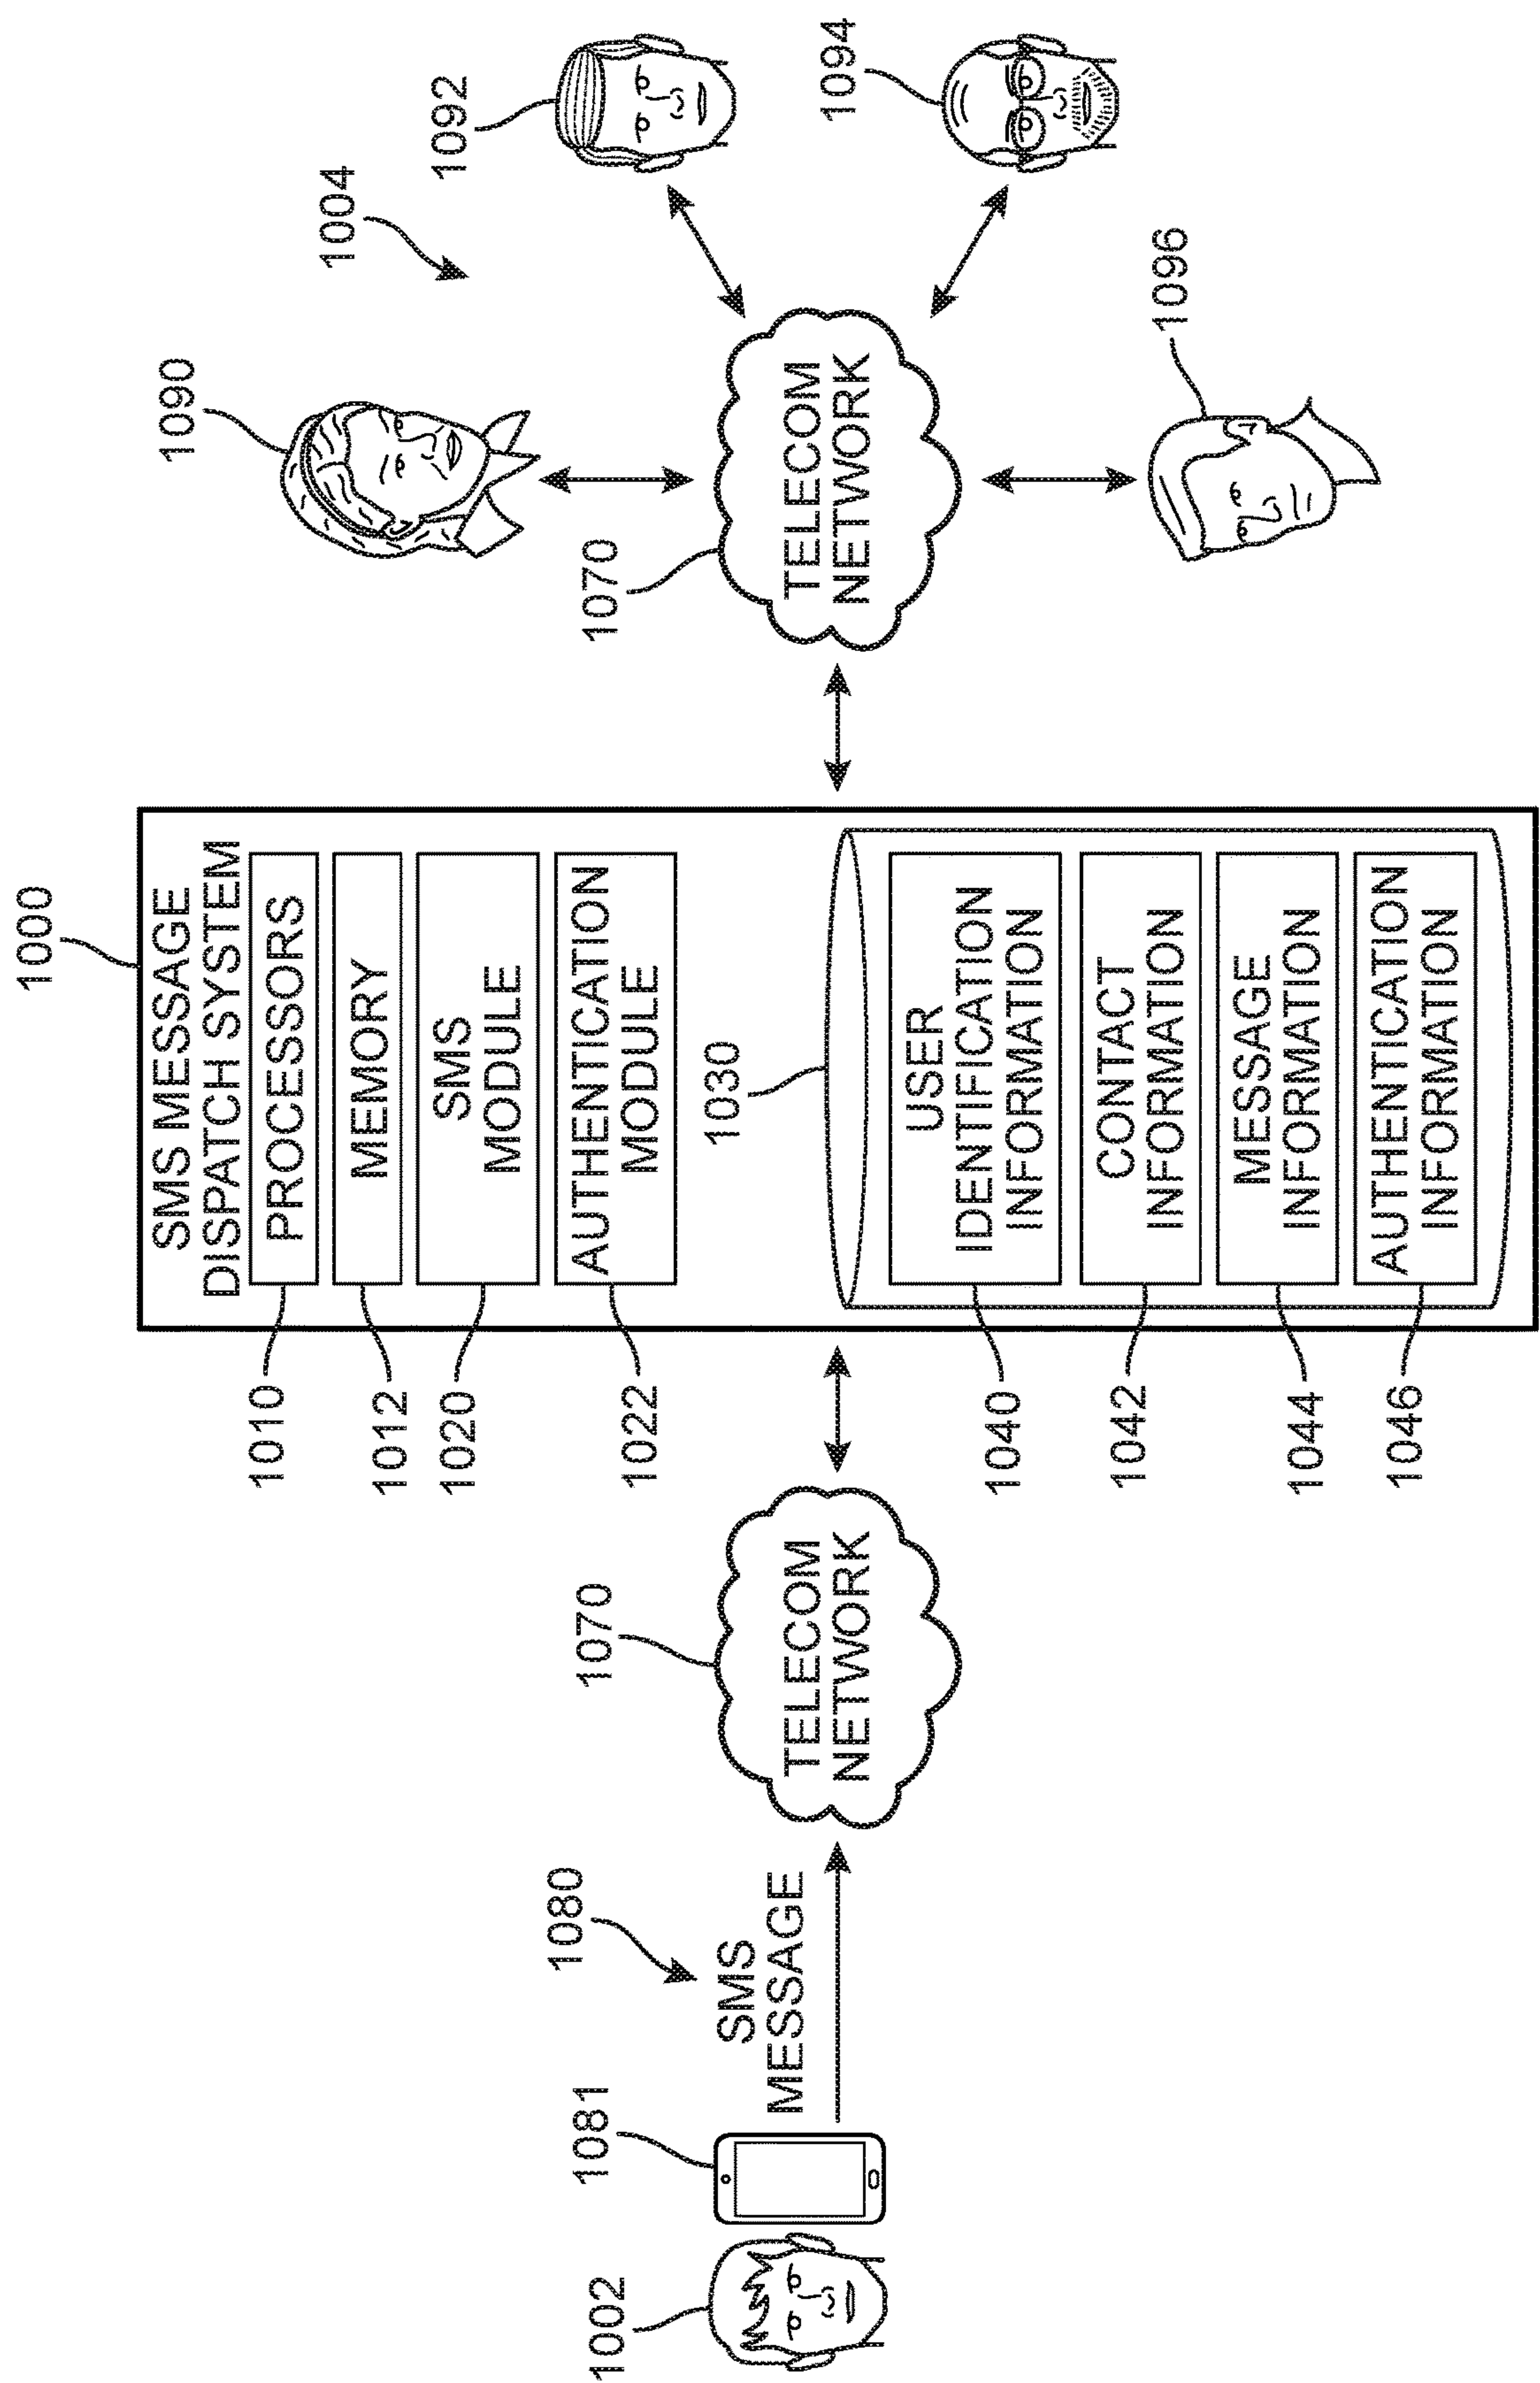 1000
SMS MESSAGE
DISPATCH SYSTEM
1010
PROCESSORS
1012
MEMORY
1020
SMS
MODULE
1022
AUTHENTICATION
MODULE
1030
1040
USER
IDENTIFICATION
INFORMATION
1042
CONTACT
INFORMATION
1044
MESSAGE
INFORMATION
1046
AUTHENTICATION
INFORMATION
1002
1081
1080
SMS
MESSAGE
1070
TELECOM
NETWORK
1070
TELECOM
NETWORK
1004
1090
1092
1094
1096